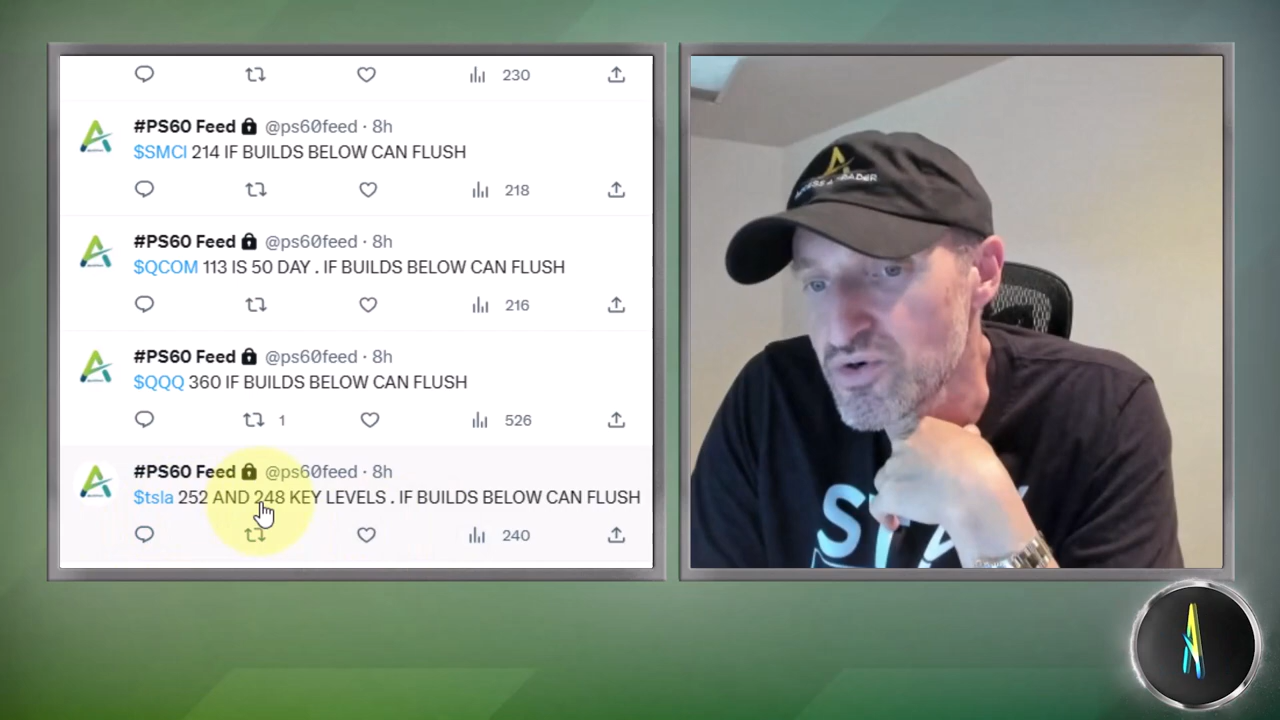 230
#PS60 Feed @ps60feed · 8h
$SMCI 214 IF BUILDS BELOW CAN FLUSH
218
#PS60 Feed @ps60feed · 8h
$QCOM 113 IS 50 DAY . IF BUILDS BELOW CAN FLUSH
216
#PS60 Feed @ps60feed · 8h
$QQQ 360 IF BUILDS BELOW CAN FLUSH
1 526
#PS60 Feed @ps60feed · 8h
$tsla 252 AND 248 KEY LEVELS . IF BUILDS BELOW CAN FLUSH
240